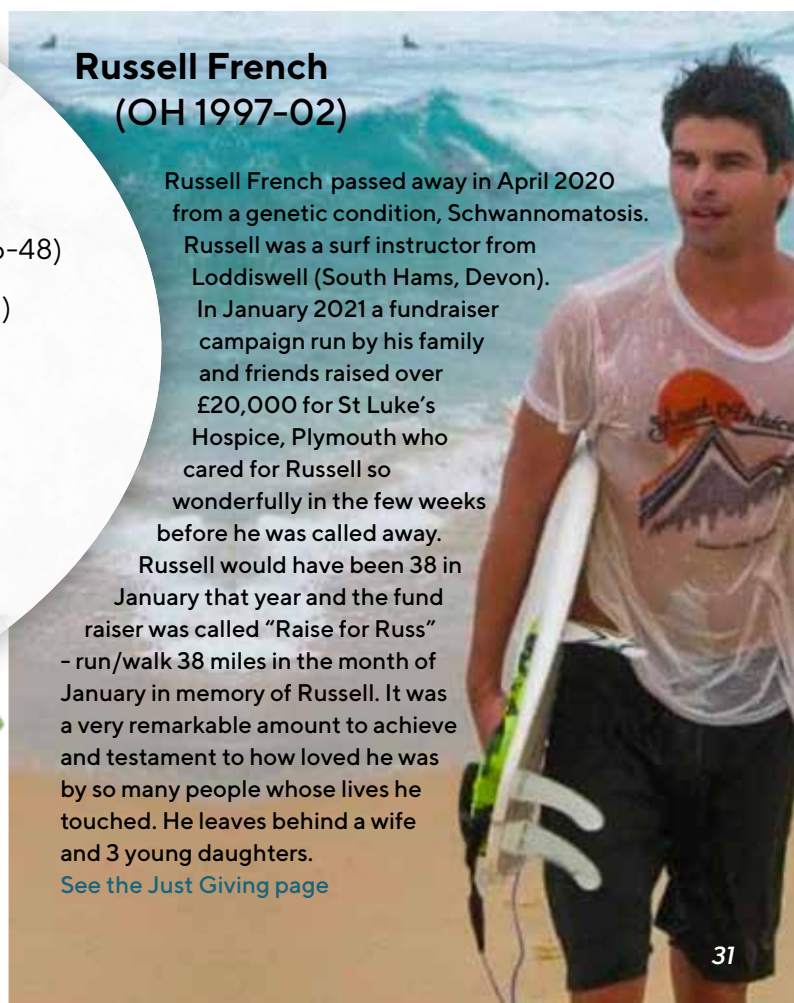 Russell French
(OH 1997-02)
-48)
)
Russell French passed away in April 2020
from a genetic condition, Schwannomatosis.
Russell was a surf instructor from
Loddiswell (South Hams, Devon).
In January 2021 a fundraiser
campaign run by his family
and friends raised over
£20,000 for St Luke’s
Hospice, Plymouth who
cared for Russell so
wonderfully in the few weeks
before he was called away.
Russell would have been 38 in
January that year and the fund
raiser was called “Raise for Russ”
- run/walk 38 miles in the month of
January in memory of Russell. It was
a very remarkable amount to achieve
and testament to how loved he was
by so many people whose lives he
touched. He leaves behind a wife
and 3 young daughters.
See the Just Giving page
31